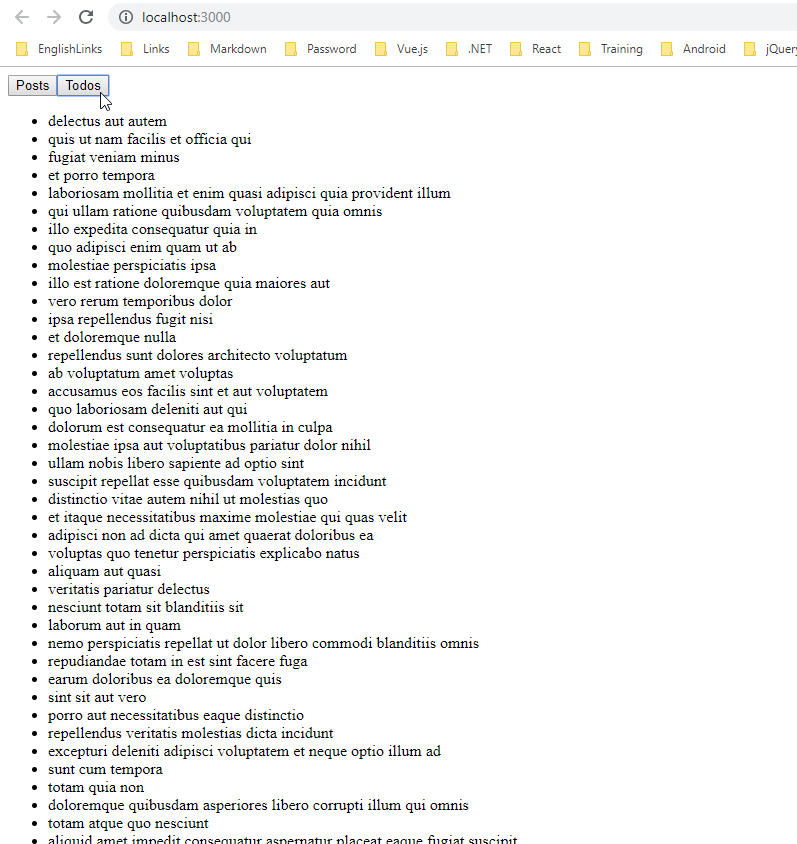 localhost:3000
EnglishLinks Links Markdown Password Vue.js .NET React Training Android jQuery
Posts Todos
• delectus aut autem
• quis ut nam facilis et officia qui
• fugiat veniam minus
• et porro tempora
• laboriosam mollitia et enim quasi adipisci quia provident illum
• qui ullam ratione quibusdam voluptatem quia omnis
• illo expedita consequatur quia in
• quo adipisci enim quam ut ab
• molestiae perspiciatis ipsa
• illo est ratione doloremque quia maiores aut
• vero rerum temporibus dolor
• ipsa repellendus fugit nisi
• et doloremque nulla
• repellendus sunt dolores architecto voluptatum
• ab voluptatum amet voluptas
• accusamus eos facilis sint et aut voluptatem
• quo laboriosam deleniti aut qui
• dolorum est consequatur ea mollitia in culpa
• molestiae ipsa aut voluptatibus pariatur dolor nihil
• ullam nobis libero sapiente ad optio sint
• suscipit repellat esse quibusdam voluptatem incidunt
• distinctio vitae autem nihil ut molestias quo
• et itaque necessitatibus maxime molestiae qui quas velit
• adipisci non ad dicta qui amet quaerat doloribus ea
• voluptas quo tenetur perspiciatis explicabo natus
• aliquam aut quasi
• veritatis pariatur delectus
• nesciunt totam sit blanditiis sit
• laborum aut in quam
• nemo perspiciatis repellat ut dolor libero commodi blanditiis omnis
• repudiandae totam in est sint facere fuga
• earum doloribus ea doloremque quis
• sint sit aut vero
• porro aut necessitatibus eaque distinctio
• repellendus veritatis molestias dicta incidunt
• excepturi deleniti adipisci voluptatem et neque optio illum ad
• sunt cum tempora
• totam quia non
• doloremque quibusdam asperiores libero corrupti illum qui omnis
• totam atque quo nesciunt
• aliquid amet impedit consequatur aspernatur placeat eaque fugiat suscipit